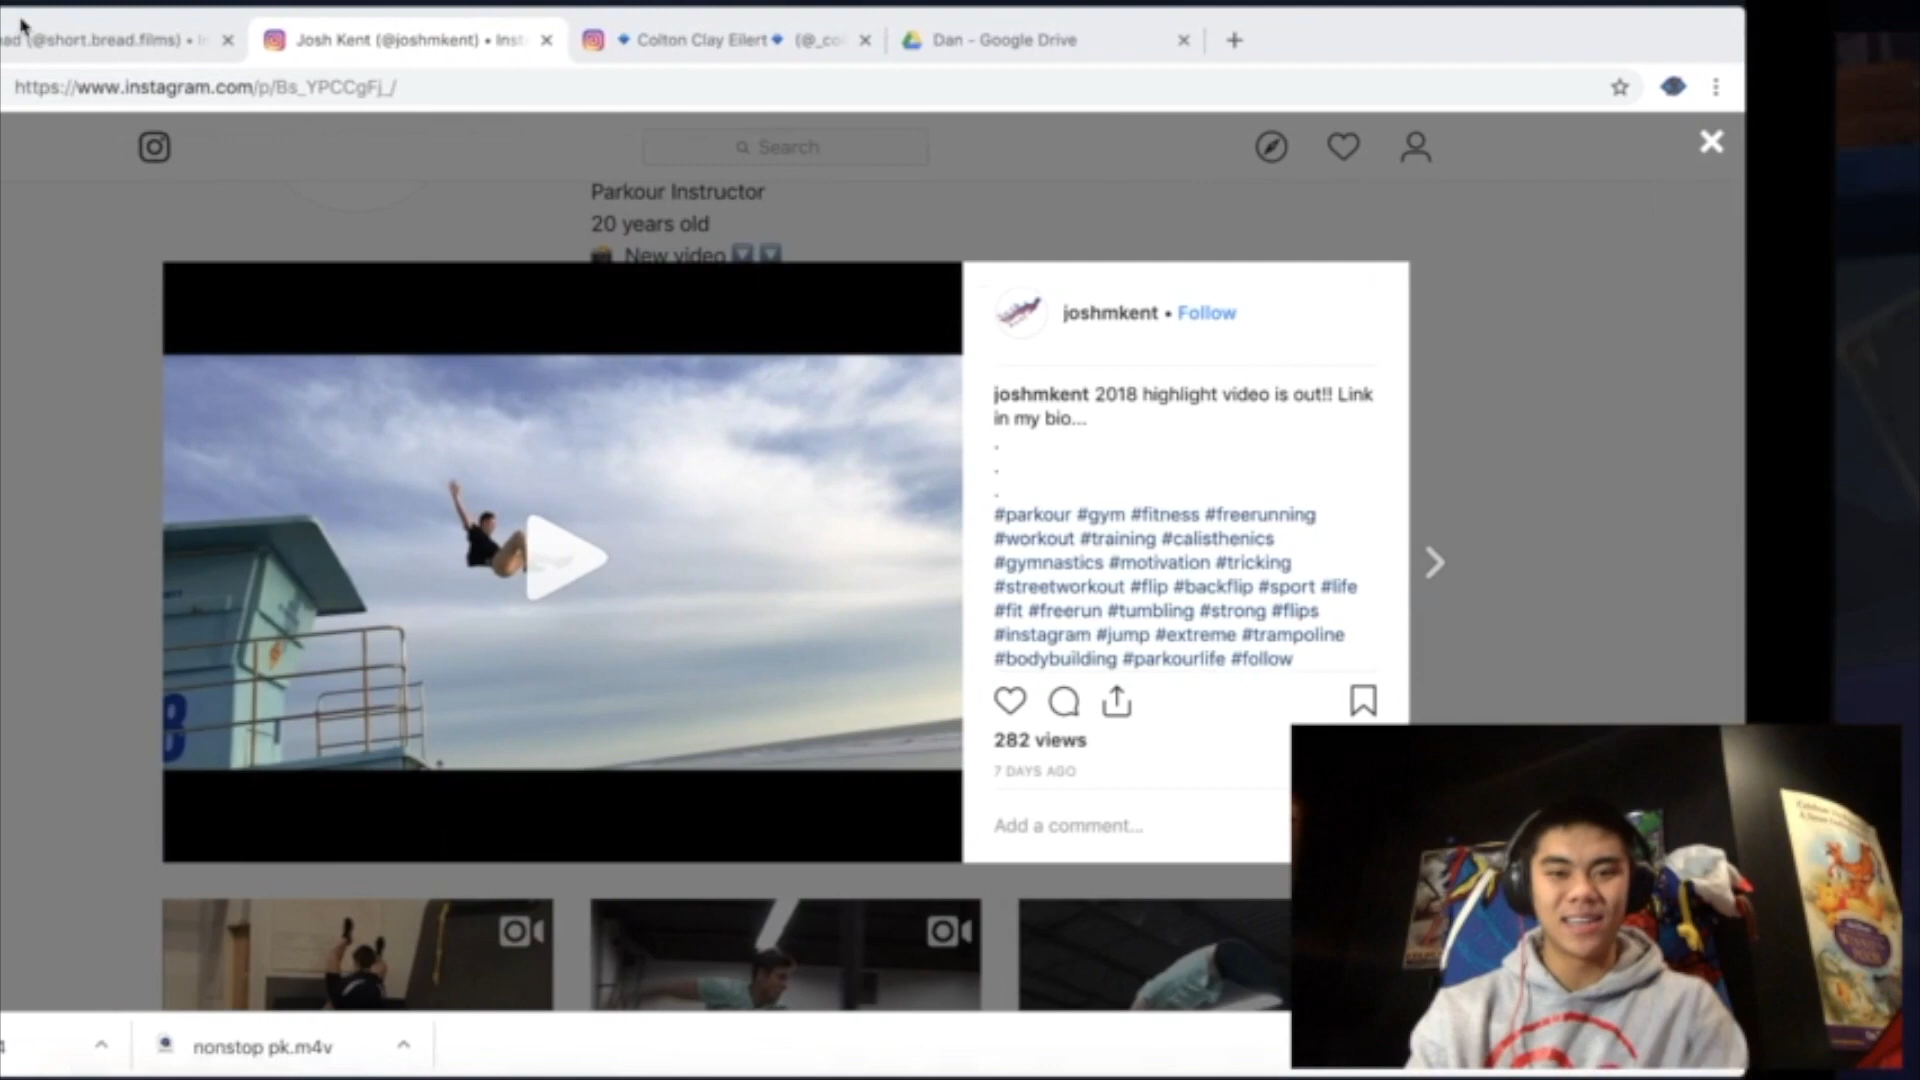 ad (@short.bread.films) •
Josh Kent (@joshmkent) • Inst
Colton Clay Eilert (@_co
Dan - Google Drive
https://www.instagram.com/p/Bs_YPCCgFj_/
Search
Parkour Instructor
20 years old
New video
joshmkent • Follow
joshmkent 2018 highlight video is out!! Link
in my bio...
.
.
.
#parkour #gym #fitness #freerunning
#workout #training #calisthenics
#gymnastics #motivation #tricking
#streetworkout #flip #backflip #sport #life
#fit #freerun #tumbling #strong #flips
#instagram #jump #extreme #trampoline
#bodybuilding #parkourlife #follow
282 views
7 DAYS AGO
Add a comment...
nonstop pk.m4v